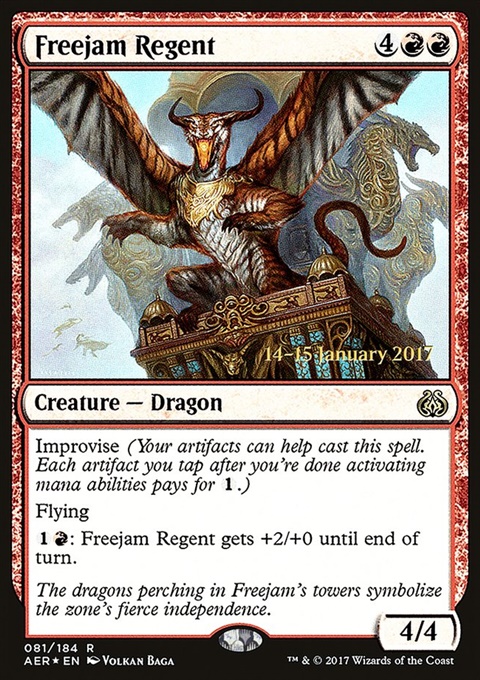 Freejam Regent 4
14–15 January 2017
Creature — Dragon
Improvise (Your artifacts can help cast this spell.
Each artifact you tap after you're done activating
mana abilities pays for 1.)
Flying
1: Freejam Regent gets +2/+0 until end of
turn.
The dragons perching in Freejam's towers symbolize
the zone's fierce independence.
4/4
081/184 R
AER★EN VOLKAN BAGA
™ & © 2017 Wizards of the Coast